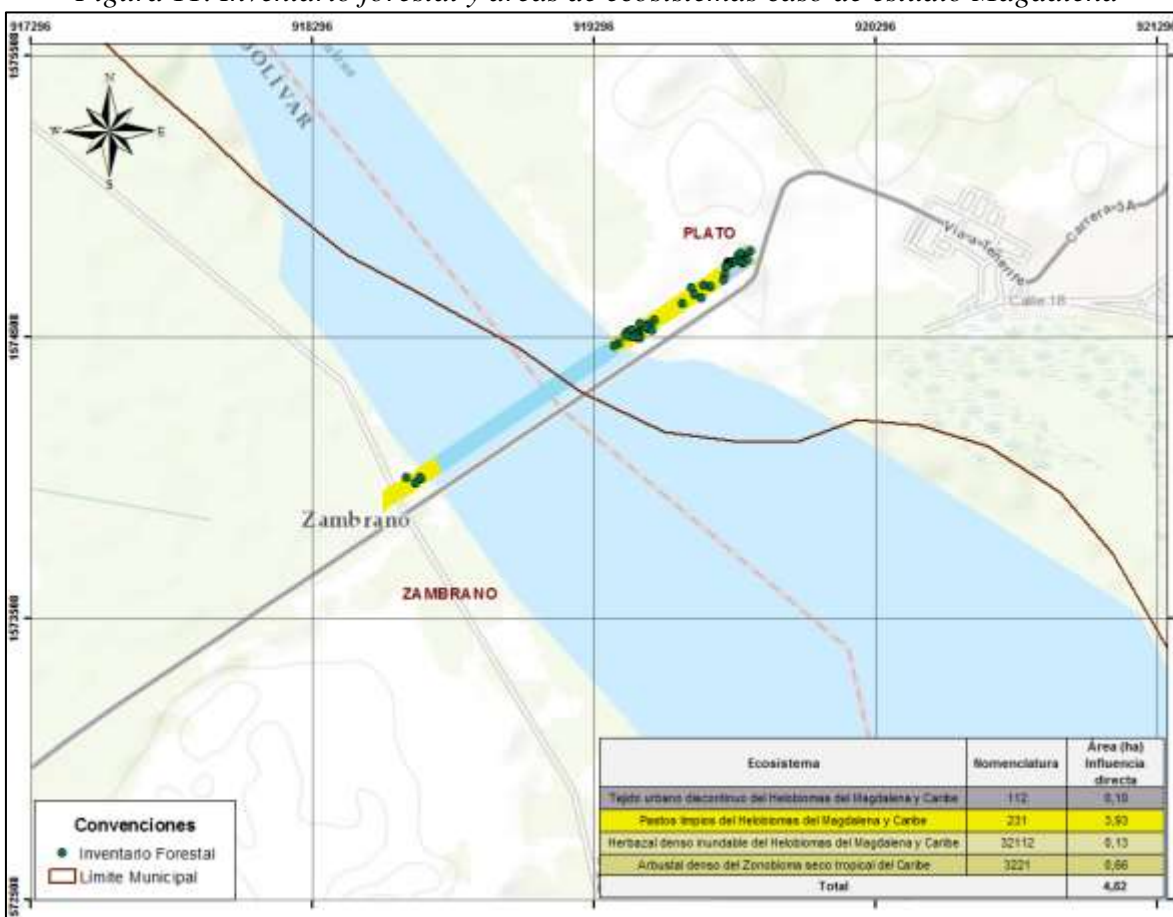 Figura 11. Inventario forestal y áreas de ecosistemas caso de estudio Magdalena
917296 918296 919296 920296 921296
1575500
BOLIVAR
N
W E
S
PLATO
Vía a Tenerife
Carrera 3A
Calle 18
1574500
Zambrano
ZAMBRANO
1573500
1572500
Convenciones
Inventario Forestal
Límite Municipal
Ecosistema Nomenclatura Área (ha) Influencia directa
Tejido urbano discontinuo del Helobiomas del Magdalena y Caribe 112 0,10
Pastos limpios del Helobiomas del Magdalena y Caribe 231 3,93
Herbazal denso inundable del Helobiomas del Magdalena y Caribe 32112 0,13
Arbustal denso del Zonobioma seco tropical del Caribe 3221 0,66
Total 4,82